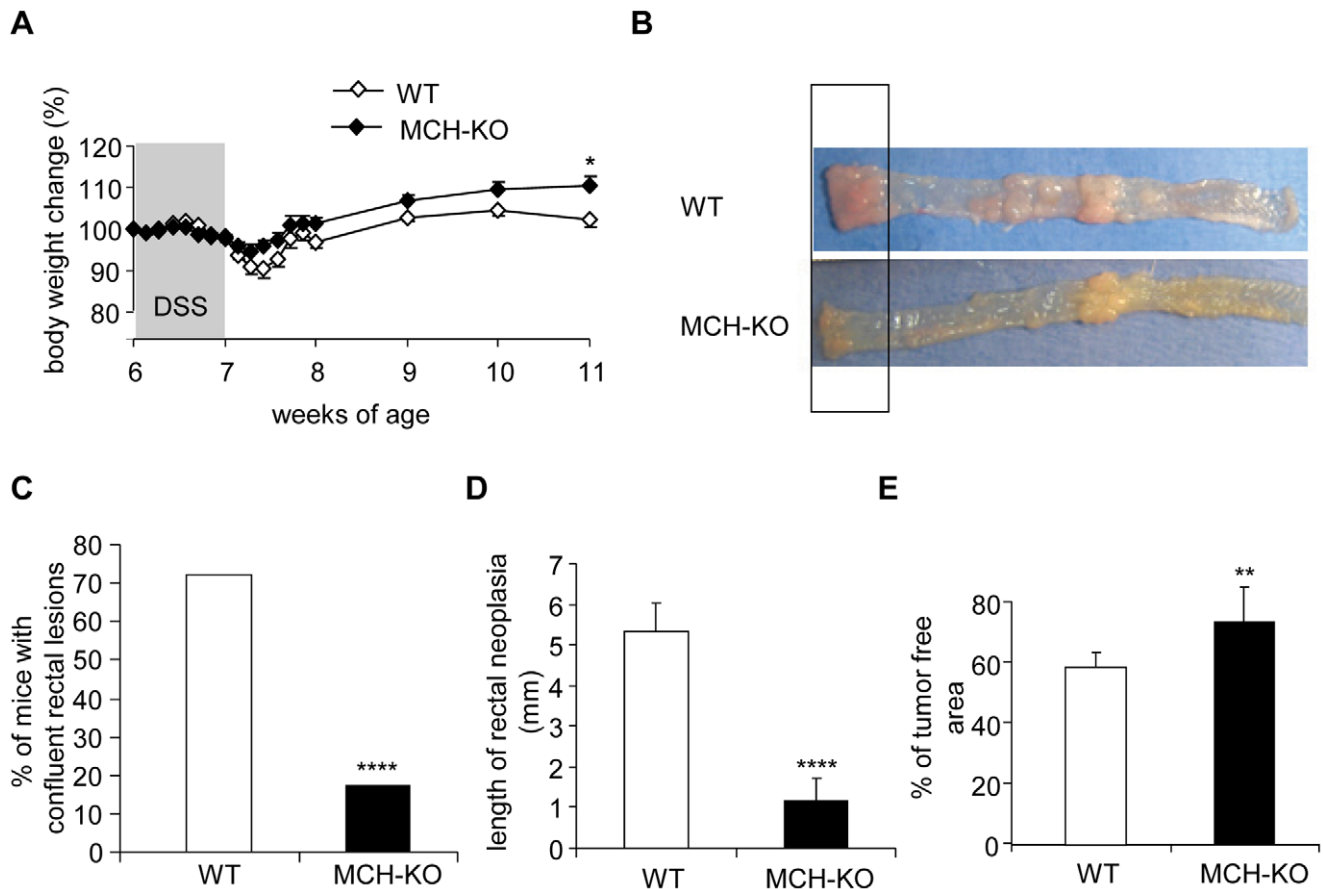 A
WT
MCH-KO
body weight change (%)
120
110
100
90
80
*
DSS
6 7 8 9 10 11
weeks of age
B
WT
MCH-KO
C
% of mice with
confluent rectal lesions
80
70
60
50
40
30
20
10
0
****
WT MCH-KO
D
length of rectal neoplasia
(mm)
7
6
5
4
3
2
1
0
****
WT MCH-KO
E
% of tumor free
area
80
60
40
20
0
**
WT MCH-KO